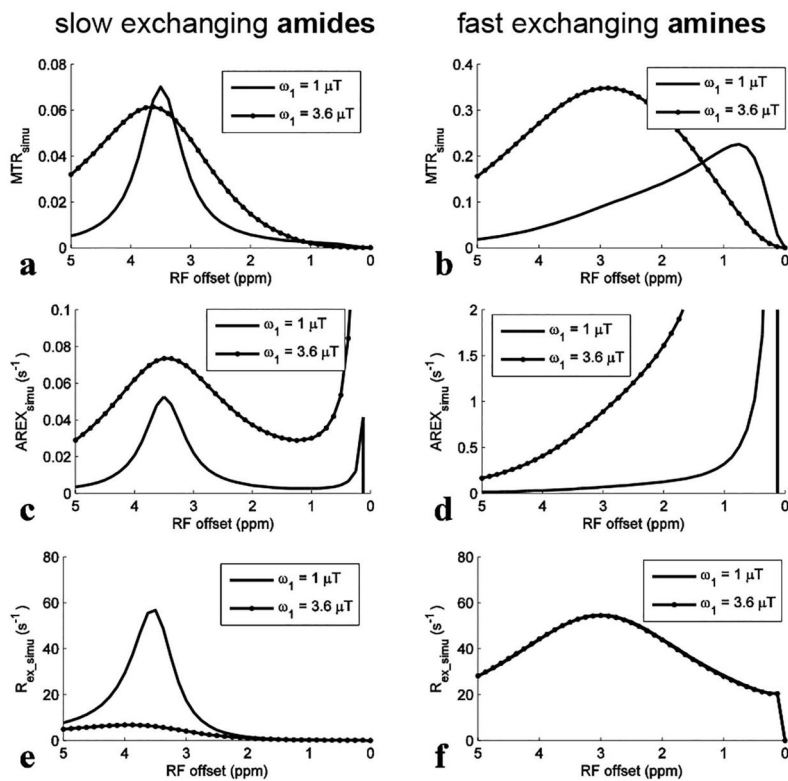 slow exchanging amides
fast exchanging amines
MTR_simu
0.08
0.06
0.04
0.02
0
ω₁ = 1 μT
ω₁ = 3.6 μT
5 4 3 2 1 0
RF offset (ppm)
a
MTR_simu
0.4
0.3
0.2
0.1
0
ω₁ = 1 μT
ω₁ = 3.6 μT
5 4 3 2 1 0
RF offset (ppm)
b
AREX_simu (s⁻¹)
0.1
0.08
0.06
0.04
0.02
0
ω₁ = 1 μT
ω₁ = 3.6 μT
5 4 3 2 1 0
RF offset (ppm)
c
AREX_simu (s⁻¹)
2
1.5
1
0.5
0
ω₁ = 1 μT
ω₁ = 3.6 μT
5 4 3 2 1 0
RF offset (ppm)
d
R_ex_simu (s⁻¹)
80
60
40
20
0
ω₁ = 1 μT
ω₁ = 3.6 μT
5 4 3 2 1 0
RF offset (ppm)
e
R_ex_simu (s⁻¹)
80
60
40
20
0
ω₁ = 1 μT
ω₁ = 3.6 μT
5 4 3 2 1 0
RF offset (ppm)
f